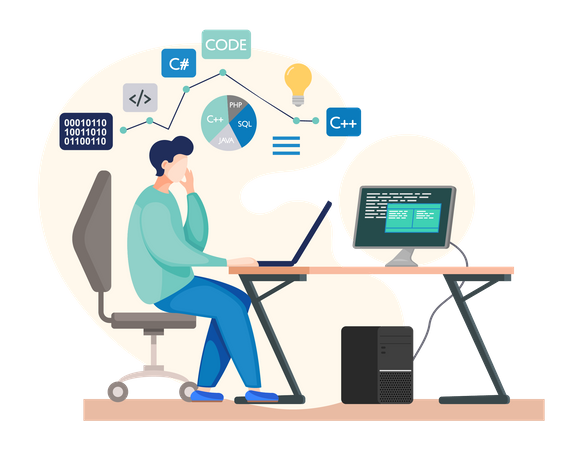 CODE
C#
</>
00010110
10011010
01100110
PHP
C++
SQL
JAVA
C++